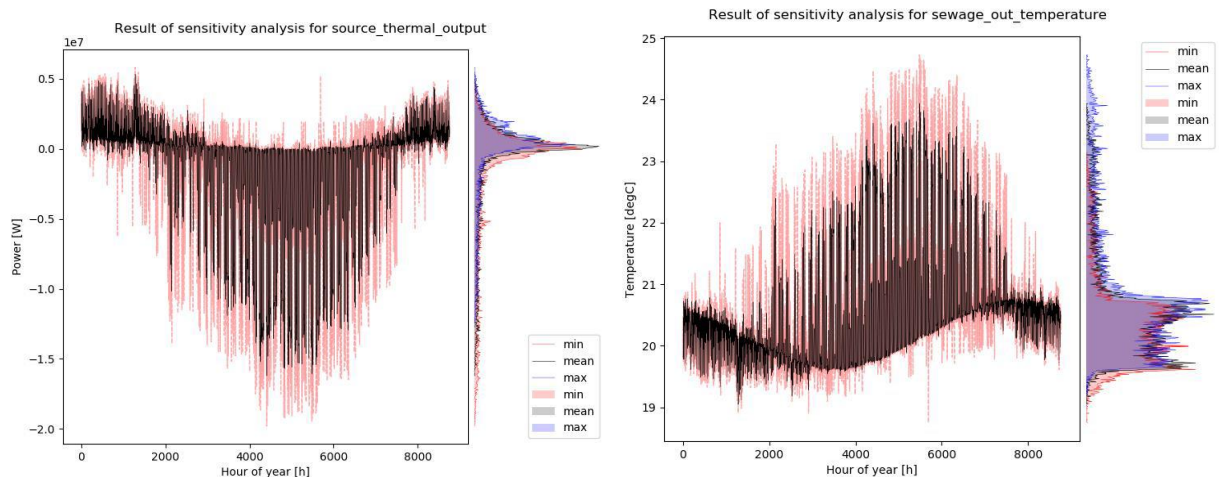 Result of sensitivity analysis for source_thermal_output
1e7
0.5
0.0
−0.5
−1.0
−1.5
−2.0
Power [W]
0
2000
4000
6000
8000
Hour of year [h]
min
mean
max
min
mean
max
Result of sensitivity analysis for sewage_out_temperature
25
24
23
22
21
20
19
Temperature [degC]
0
2000
4000
6000
8000
Hour of year [h]
min
mean
max
min
mean
max